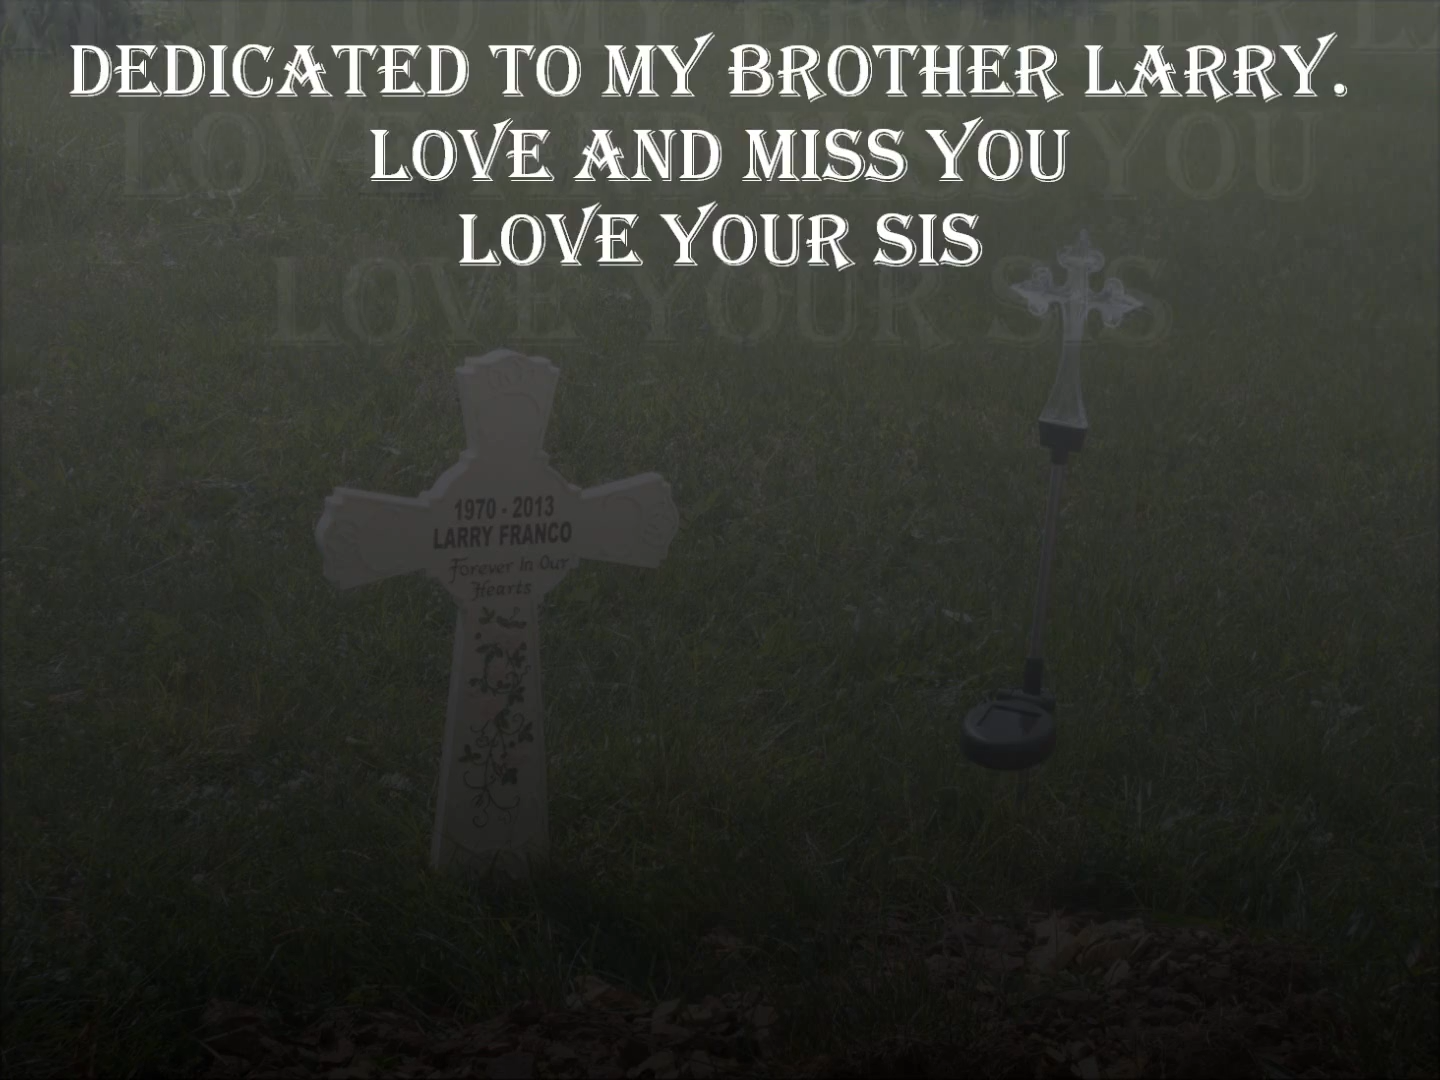 DEDICATED TO MY BROTHER LARRY.
LOVE AND MISS YOU
LOVE YOUR SIS
1970 - 2013
LARRY FRANCO
Forever In Our
Hearts